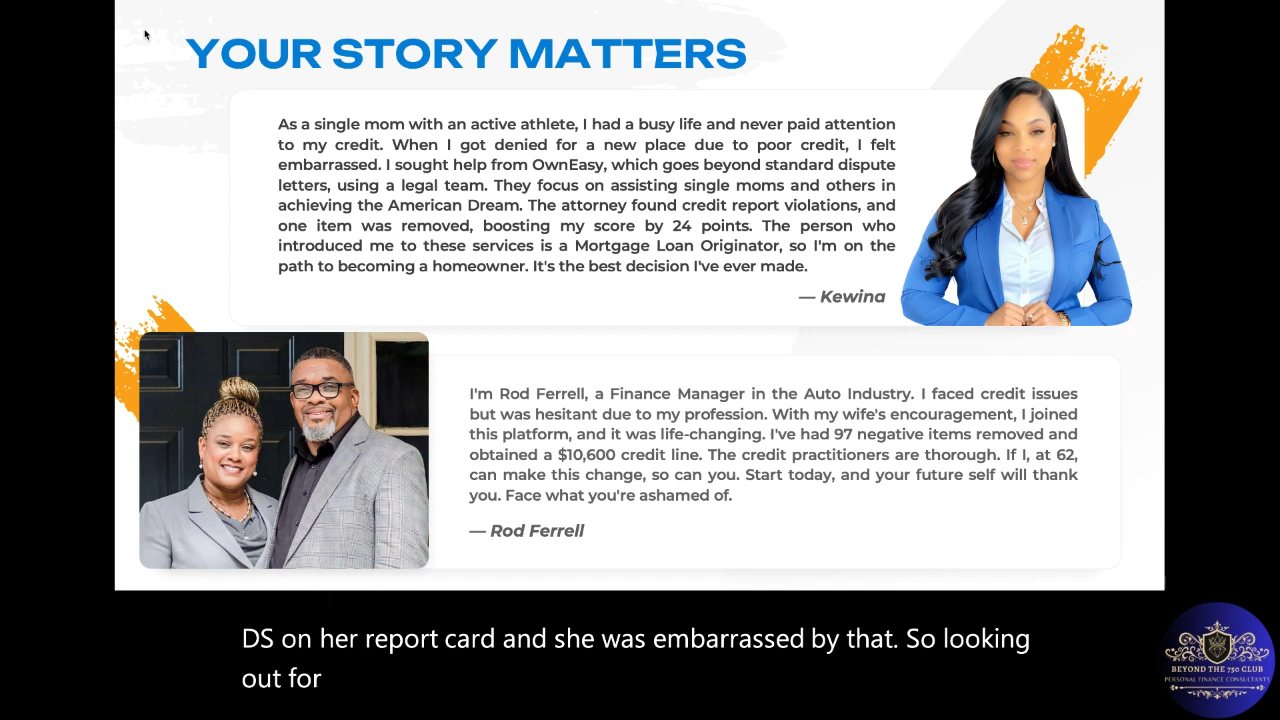 YOUR STORY MATTERS
As a single mom with an active athlete, I had a busy life and never paid attention
to my credit. When I got denied for a new place due to poor credit, I felt
embarrassed. I sought help from OwnEasy, which goes beyond standard dispute
letters, using a legal team. They focus on assisting single moms and others in
achieving the American Dream. The attorney found credit report violations, and
one item was removed, boosting my score by 24 points. The person who
introduced me to these services is a Mortgage Loan Originator, so I'm on the
path to becoming a homeowner. It's the best decision I've ever made.
— Kewina
I'm Rod Ferrell, a Finance Manager in the Auto Industry. I faced credit issues
but was hesitant due to my profession. With my wife's encouragement, I joined
this platform, and it was life-changing. I've had 97 negative items removed and
obtained a $10,600 credit line. The credit practitioners are thorough. If I, at 62,
can make this change, so can you. Start today, and your future self will thank
you. Face what you're ashamed of.
— Rod Ferrell
DS on her report card and she was embarrassed by that. So looking
out for
BEYOND THE 750 CLUB
PERSONAL FINANCE CONSULTANTS